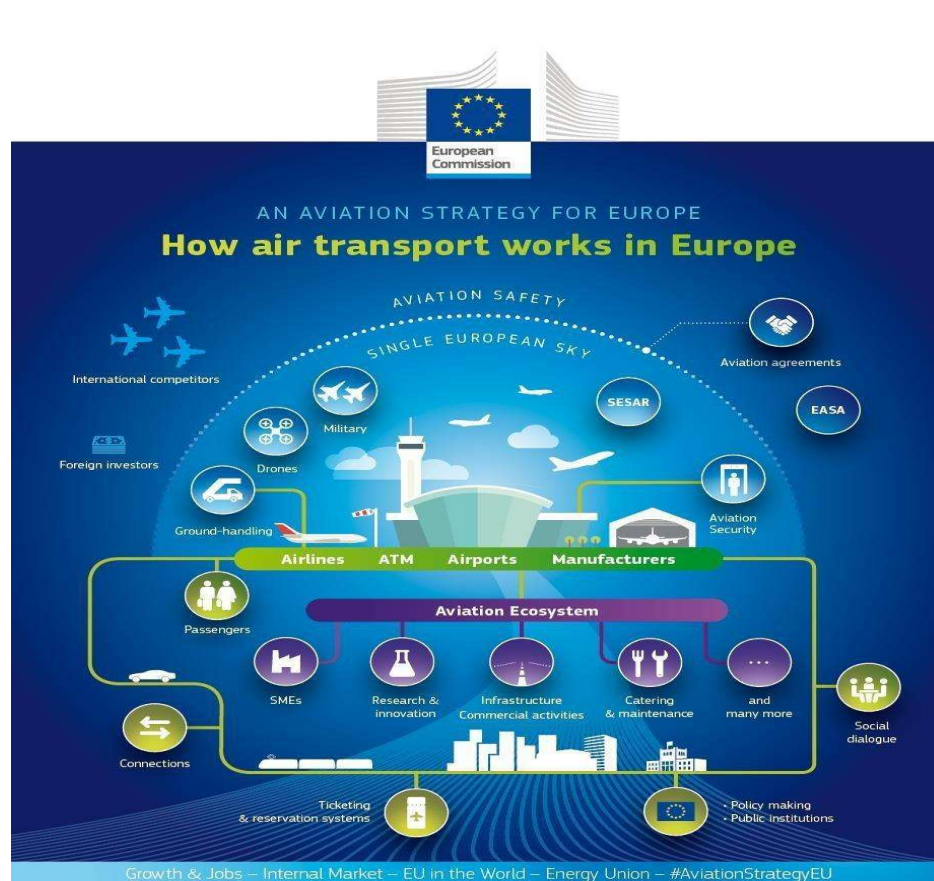 European
Commission
AN AVIATION STRATEGY FOR EUROPE
How air transport works in Europe
AVIATION SAFETY
SINGLE EUROPEAN SKY
International competitors
Aviation agreements
Foreign investors
Military
SESAR
EASA
Drones
Ground-handling
Aviation
Security
Airlines ATM Airports Manufacturers
Aviation Ecosystem
Passengers
SMEs
Research &
innovation
Infrastructure
Commercial activities
Catering
& maintenance
...
and
many more
Social
dialogue
Connections
Ticketing
& reservation systems
• Policy making
• Public institutions
Growth & Jobs – Internal Market – EU in the World – Energy Union – #AviationStrategyEU